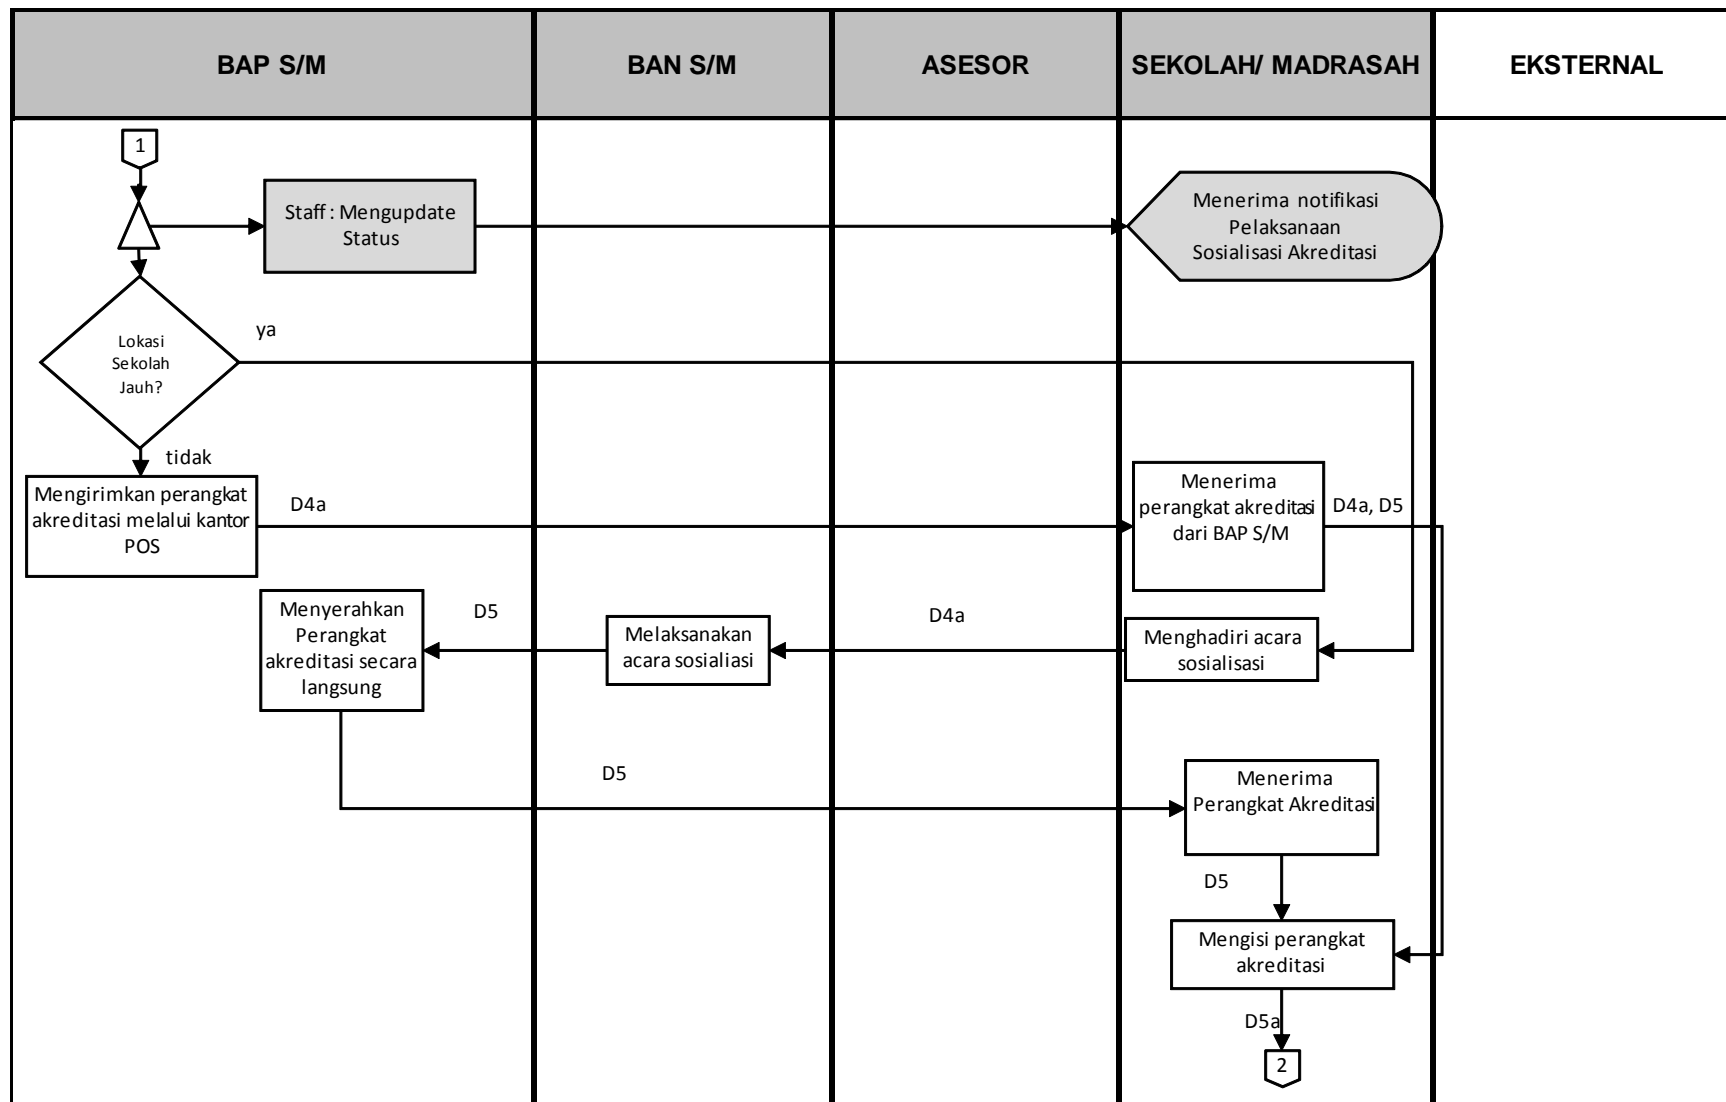 BAP S/M
BAN S/M
ASESOR
SEKOLAH/ MADRASAH
EKSTERNAL
1
Staff : Mengupdate
Status
Menerima notifikasi
Pelaksanaan
Sosialisasi Akreditasi
Lokasi
Sekolah
Jauh?
ya
tidak
Mengirimkan perangkat
akreditasi melalui kantor
POS
D4a
Menerima
perangkat akreditasi
dari BAP S/M
D4a, D5
Menyerahkan
Perangkat
akreditasi secara
langsung
D5
Melaksanakan
acara sosialiasi
D4a
Menghadiri acara
sosialisasi
D5
Menerima
Perangkat Akreditasi
D5
Mengisi perangkat
akreditasi
D5a
2